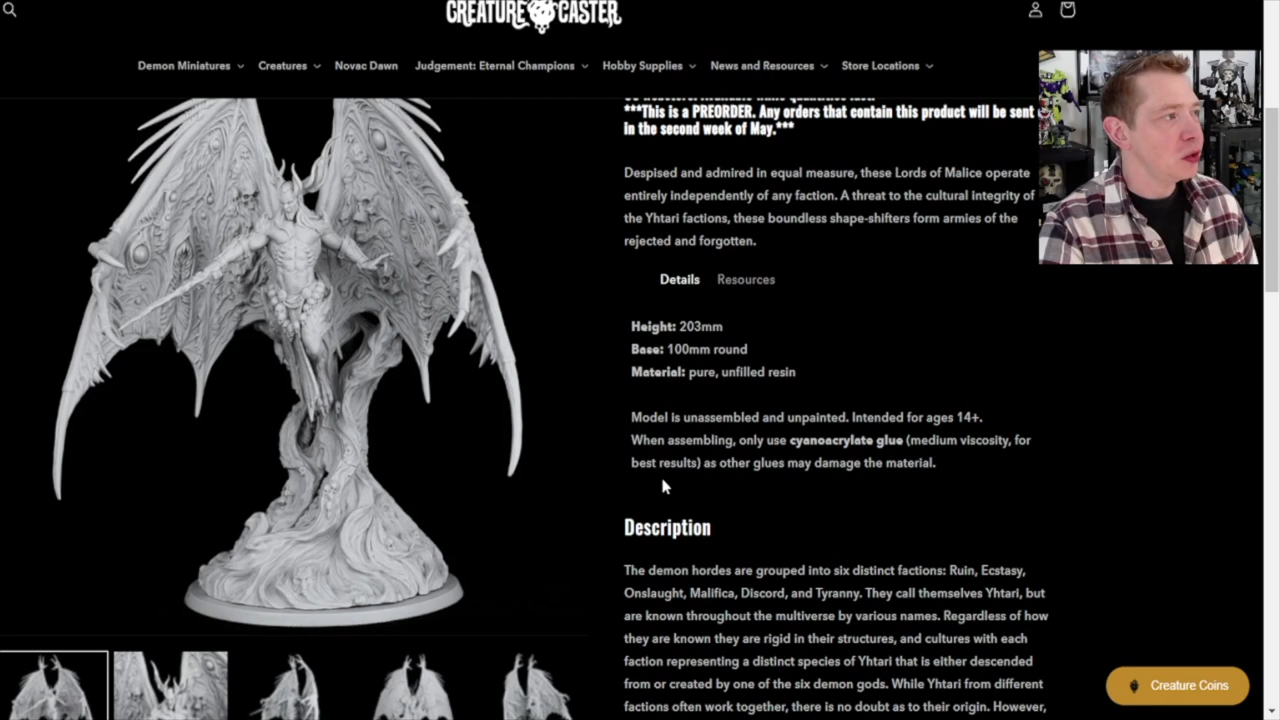 CREATURE CASTER
Demon Miniatures
Creatures
Novac Dawn
Judgement: Eternal Champions
Hobby Supplies
News and Resources
Store Locations
***This is a PREORDER. Any orders that contain this product will be sent
in the second week of May.***
Despised and admired in equal measure, these Lords of Malice operate
entirely independently of any faction. A threat to the cultural integrity of
the Yhtari factions, these boundless shape-shifters form armies of the
rejected and forgotten.
Details
Resources
Height: 203mm
Base: 100mm round
Material: pure, unfilled resin
Model is unassembled and unpainted. Intended for ages 14+.
When assembling, only use cyanoacrylate glue (medium viscosity, for
best results) as other glues may damage the material.
Description
The demon hordes are grouped into six distinct factions: Ruin, Ecstasy,
Onslaught, Malifica, Discord, and Tyranny. They call themselves Yhtari, but
are known throughout the multiverse by various names. Regardless of how
they are known they are rigid in their structures, and cultures with each
faction representing a distinct species of Yhtari that is either descended
from or created by one of the six demon gods. While Yhtari from different
factions often work together, there is no doubt as to their origin. However,
Creature Coins